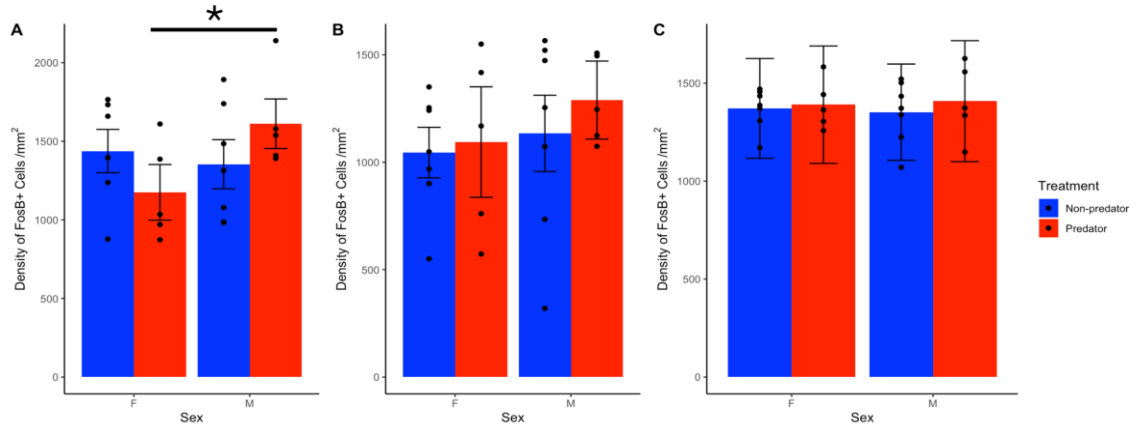 A
*
Density of FosB+ Cells /mm²
2000
1500
1000
500
0
F
M
Sex
B
Density of FosB+ Cells /mm²
1500
1000
500
0
F
M
Sex
C
Density of FosB+ Cells /mm²
1500
1000
500
0
F
M
Sex
Treatment
Non-predator
Predator